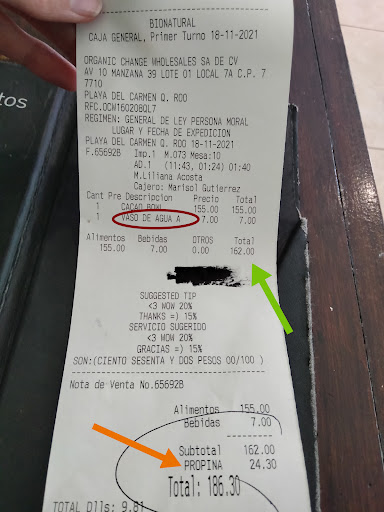 tos
BIONATURAL
CAJA GENERAL, Primer Turno 18-11-2021
ORGANIC CHANGE WHOLESALES SA DE CV
AV 10 MANZANA 39 LOTE 01 LOCAL 7A C.P. 7
7710
PLAYA DEL CARMEN Q. ROO
RFC.OCW160208QL7
REGIMEN: GENERAL DE LEY PERSONA MORAL
LUGAR Y FECHA DE EXPEDICION
PLAYA DEL CARMEN Q. ROO 18-11-2021
F.65692B Imp.1 M.073 Mesa:10
AD.1 (11:43, 01:24) 01:40
M.Liliana Acosta
Cajero: Marisol Gutierrez
Cant Pre Descripcion Precio Total
1 CACAO BOWL 155.00 155.00
1 VASO DE AGUA A 7.00 7.00
Alimentos Bebidas OTROS Total
155.00 7.00 0.00 162.00
SUGGESTED TIP
<3 WOW 20%
THANKS =) 15%
SERVICIO SUGERIDO
<3 WOW 20%
GRACIAS =) 15%
SON:(CIENTO SESENTA Y DOS PESOS 00/100 )
Nota de Venta No.65692B
Alimentos 155.00
Bebidas 7.00
Subtotal 162.00
PROPINA 24.30
Total: 186.30
TOTAL Dlls: 9.81